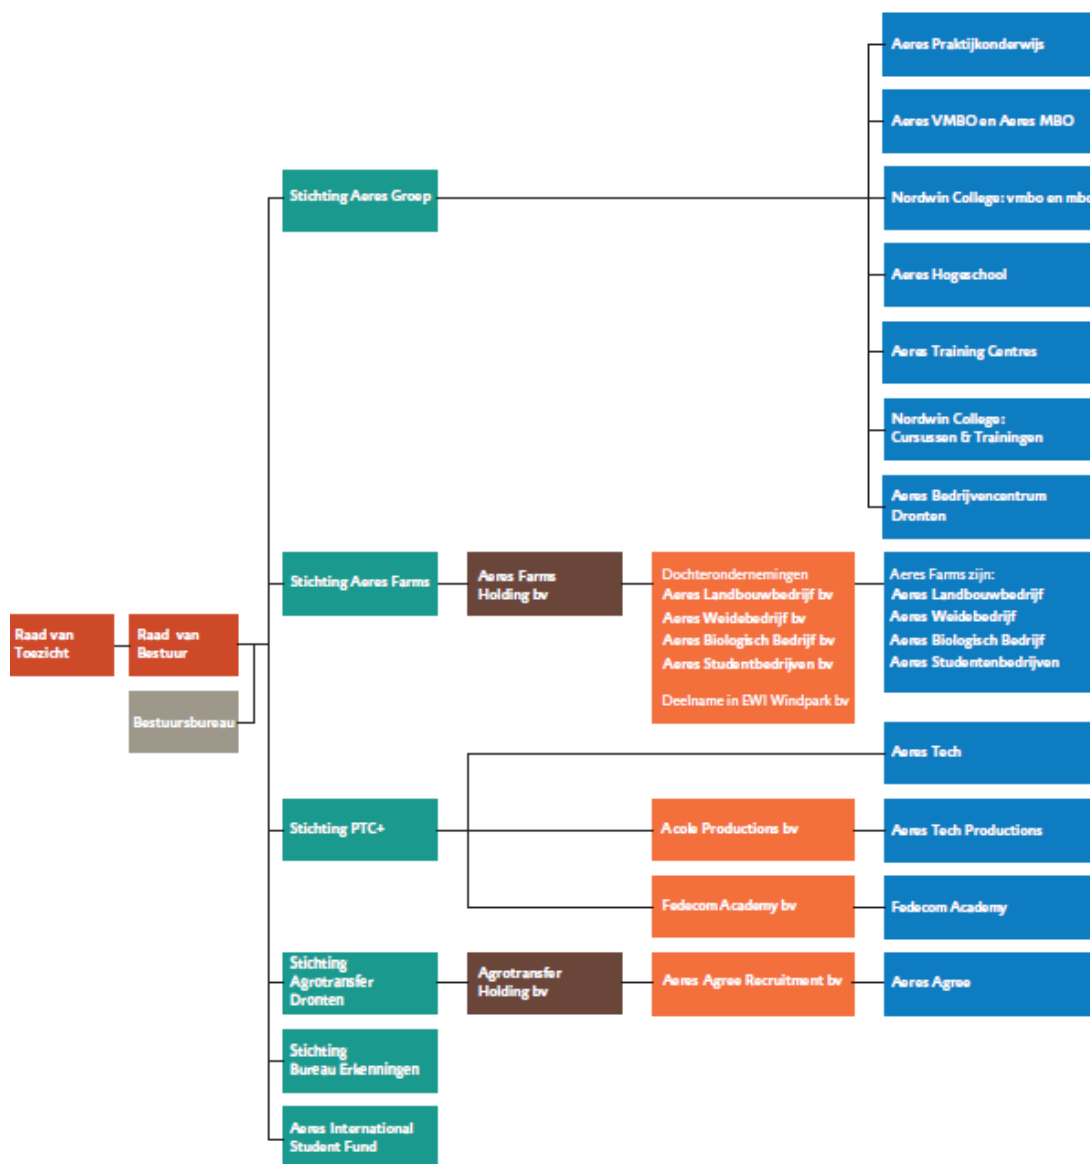 Aeres Praktijkonderwijs
Aeres VMBO en Aeres MBO
Stichting Aeres Groep
Nordwin College: vmbo en mbo
Aeres Hogeschool
Aeres Training Centres
Nordwin College:
Cursussen & Trainingen
Aeres Bedrijvencentrum
Dronten
Stichting Aeres Farms
Aeres Farms
Holding bv
Dochterondernemingen
Aeres Landbouwbedrijf bv
Aeres Weidebedrijf bv
Aeres Biologisch Bedrijf bv
Aeres Studentbedrijven bv
Deelname in EWI Windpark bv
Aeres Farms zijn:
Aeres Landbouwbedrijf
Aeres Weidebedrijf
Aeres Biologisch Bedrijf
Aeres Studentenbedrijven
Raad van
Toezicht
Raad van
Bestuur
Bestuursbureau
Aeres Tech
Stichting PTC+
Acole Productions bv
Aeres Tech Productions
Fedecom Academy bv
Fedecom Academy
Stichting
Agrotransfer
Dronten
Agrotransfer
Holding bv
Aeres Agree Recruitment bv
Aeres Agree
Stichting
Bureau Erkenningen
Aeres International
Student Fund